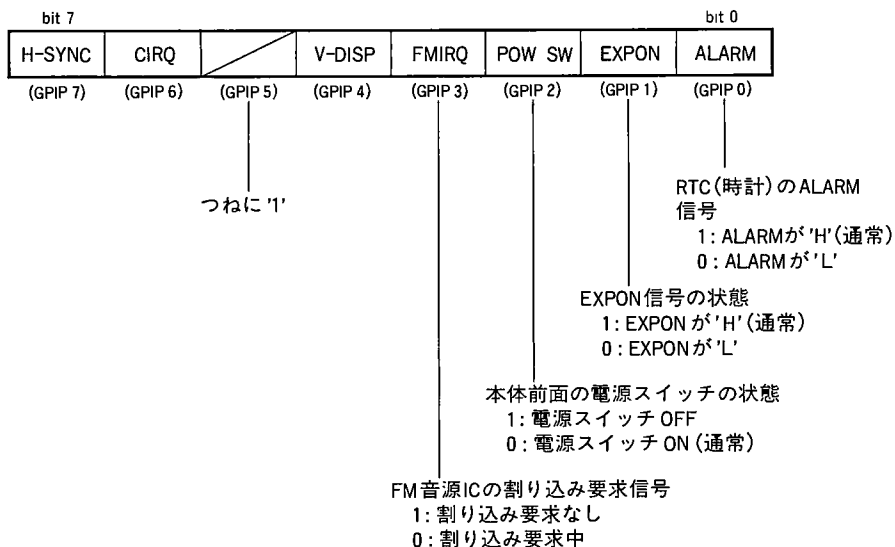 bit 7
bit 0
H-SYNC
CIRQ
V-DISP
FMIRQ
POW SW
EXPON
ALARM
(GPIP 7)
(GPIP 6)
(GPIP 5)
(GPIP 4)
(GPIP 3)
(GPIP 2)
(GPIP 1)
(GPIP 0)
つねに '1'
RTC(時計)のALARM
信号
1: ALARMが'H'(通常)
0: ALARMが'L'
EXPON信号の状態
1: EXPONが'H'(通常)
0: EXPONが'L'
本体前面の電源スイッチの状態
1: 電源スイッチOFF
0: 電源スイッチON(通常)
FM音源ICの割り込み要求信号
1: 割り込み要求なし
0: 割り込み要求中